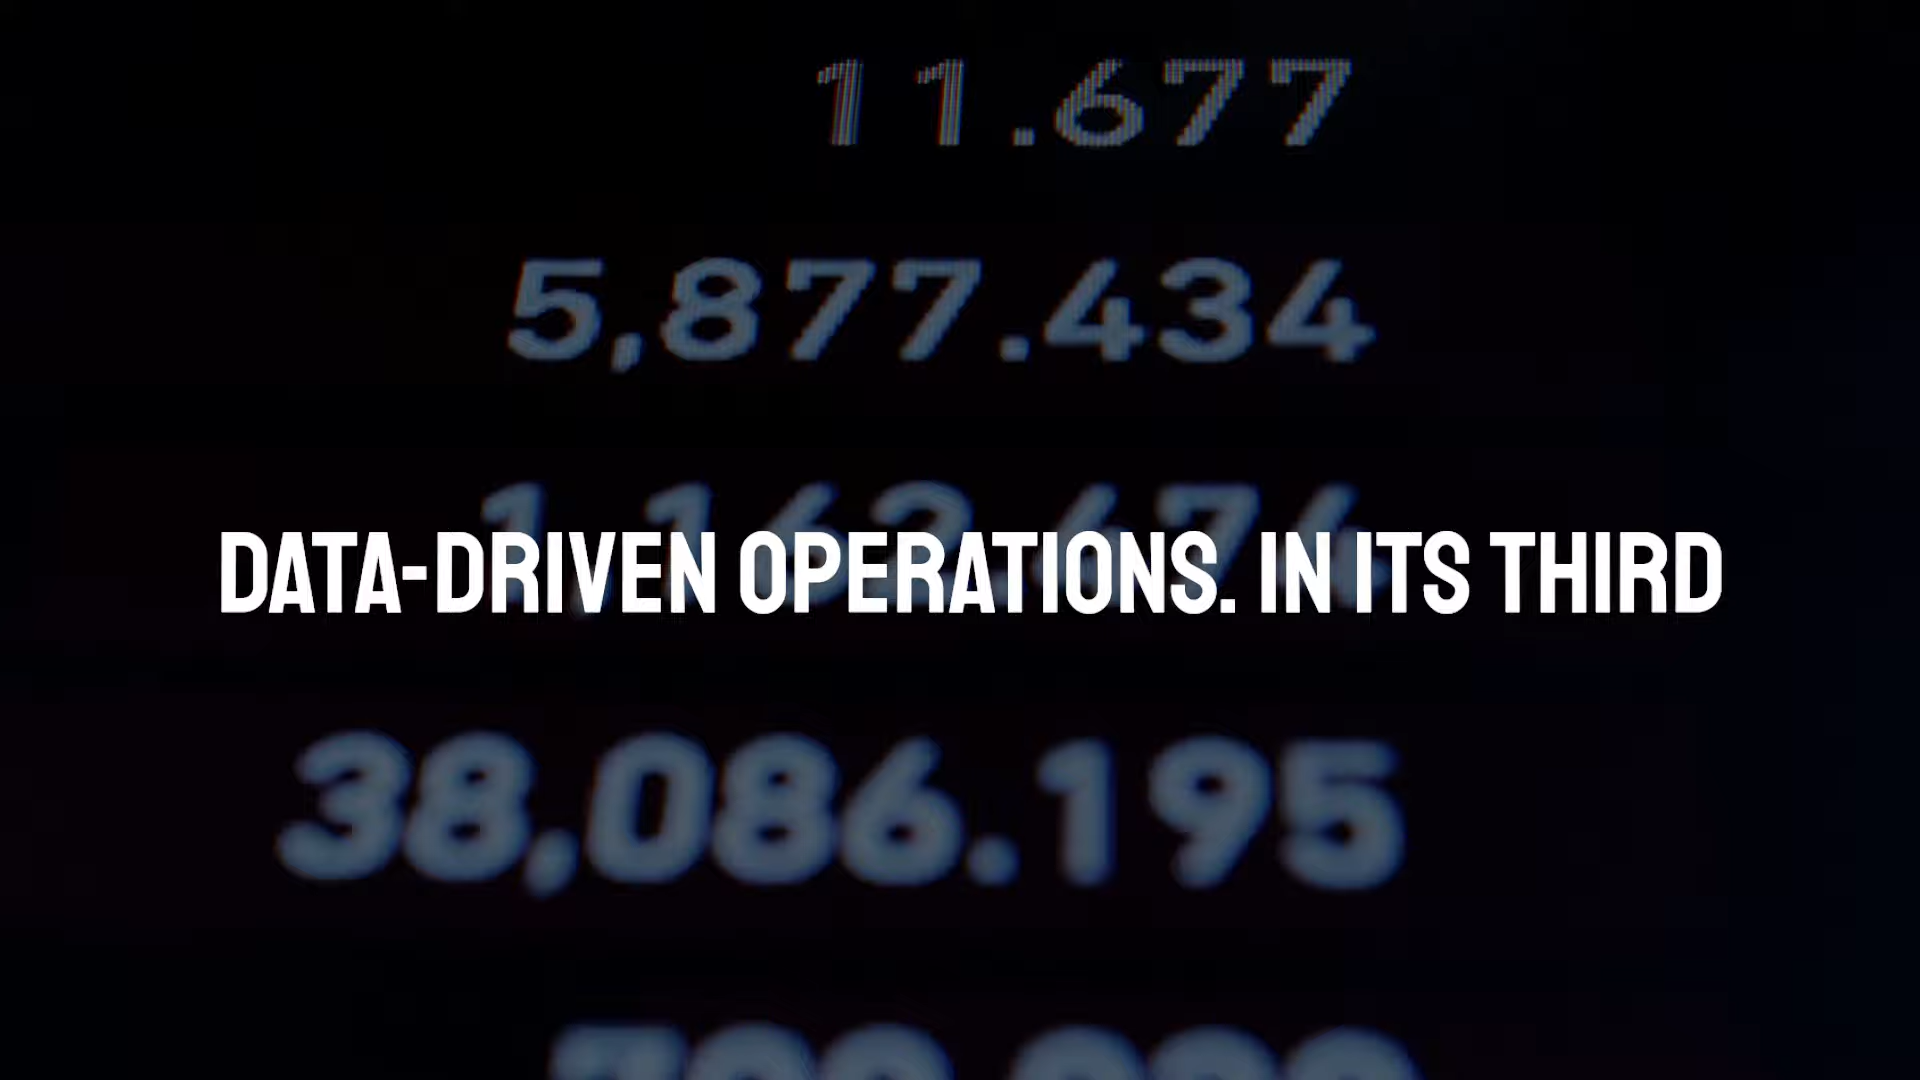 11.677
5,877.434
DATA-DRIVEN OPERATIONS. IN ITS THIRD
38,086.195